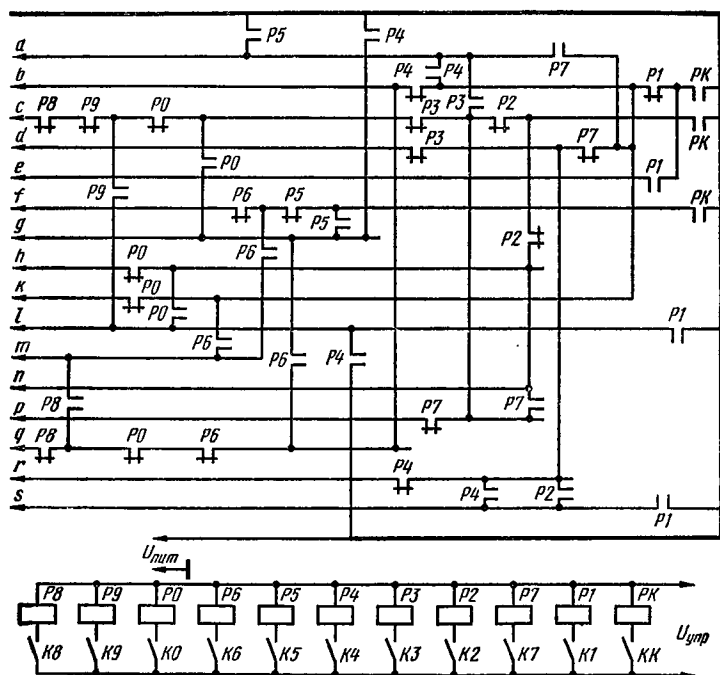 P5 P4
a
P4 P4 P7
b
P1 PK
c P8 P9 P0 P3 P3 P2
PK
d P3 P7
e P0 P1
P9
f P6 P5 PK
P5
g P6 P2
h P0
к P0
P0
l P6 P6 P4 P1
m
n
P8 P7
p P7
q P8 P0 P6
r P4
P4 P2
s P1
Uпит
P8 P9 P0 P6 P5 P4 P3 P2 P7 P1 PK
Uупр
K8 K9 K0 K6 K5 K4 K3 K2 K7 K1 KK